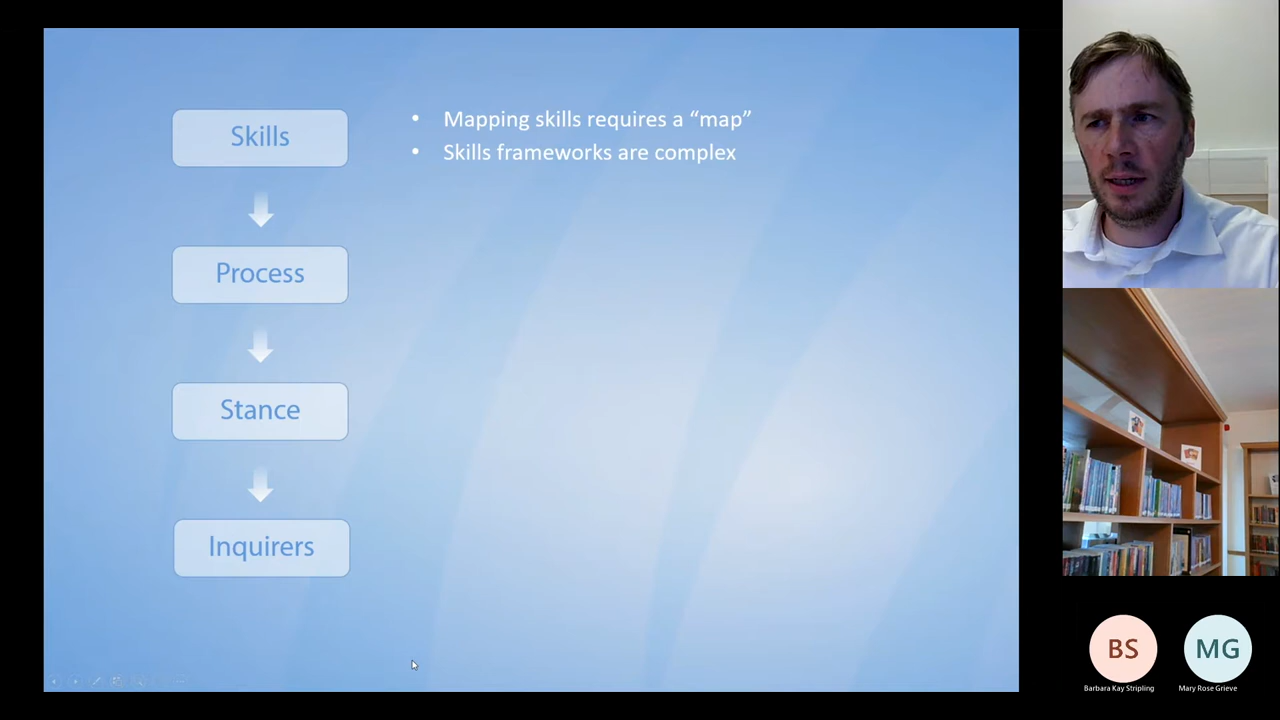 Skills
• Mapping skills requires a “map”
• Skills frameworks are complex
Process
Stance
Inquirers
BS
MG
Barbara Kay Stripling
Mary Rose Grieve